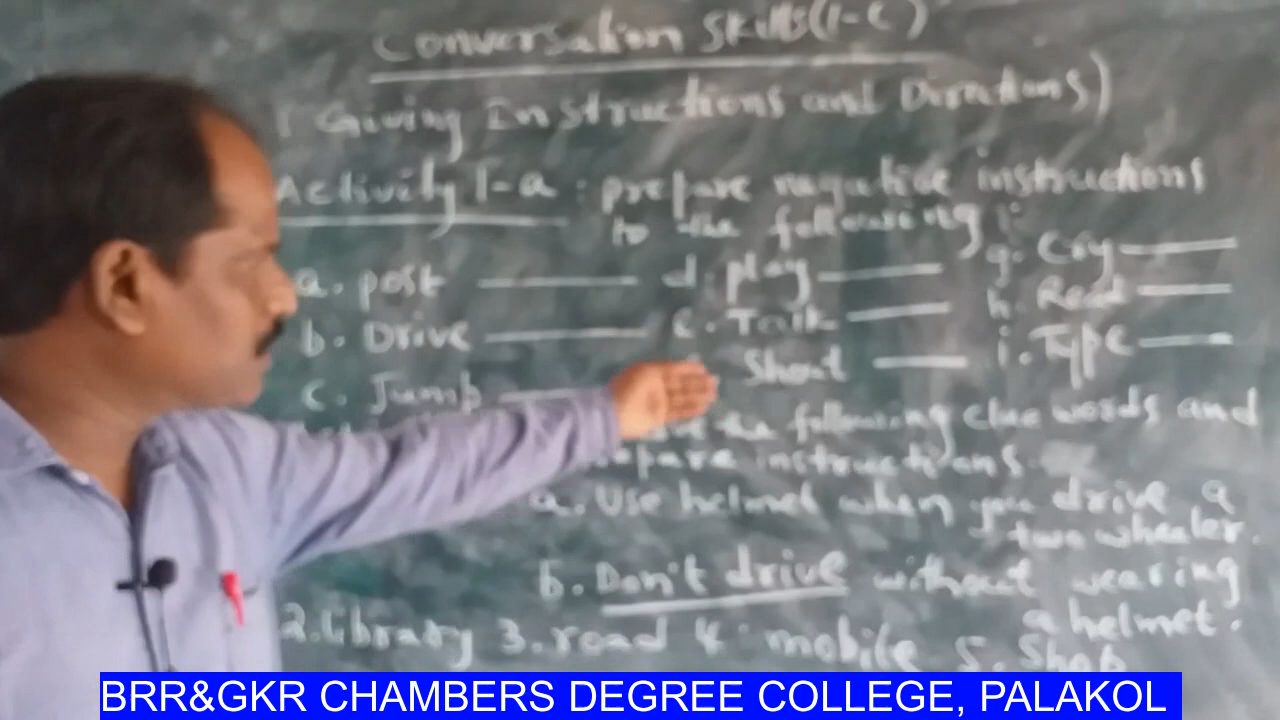 Conversation Skills(1-C)
( Giving Instructions and Directions)
Activity 1-a : prepare negative instructions
to the following :
a. post d. play g. Cry
b. Drive e. Talk h. Read
c. Jump Shout i. Type
the following clue words and
prepare instructions.
a. Use helmet when you drive a
two wheeler.
b. Don't drive without wearing
a helmet.
2. library 3. road 4. mobile 5. Shop
BRR&GKR CHAMBERS DEGREE COLLEGE, PALAKOL